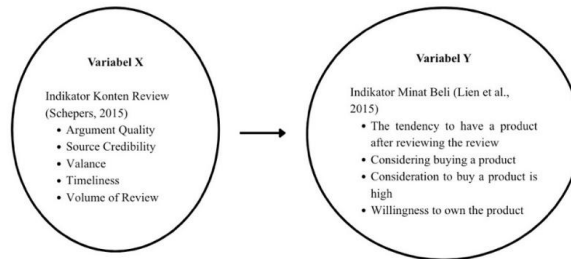 Variabel X
Indikator Konten Review
(Schepers, 2015)
• Argument Quality
• Source Credibility
• Valance
• Timeliness
• Volume of Review
Variabel Y
Indikator Minat Beli (Lien et al.,
2015)
• The tendency to have a product
after reviewing the review
• Considering buying a product
• Consideration to buy a product is
high
• Willingness to own the product